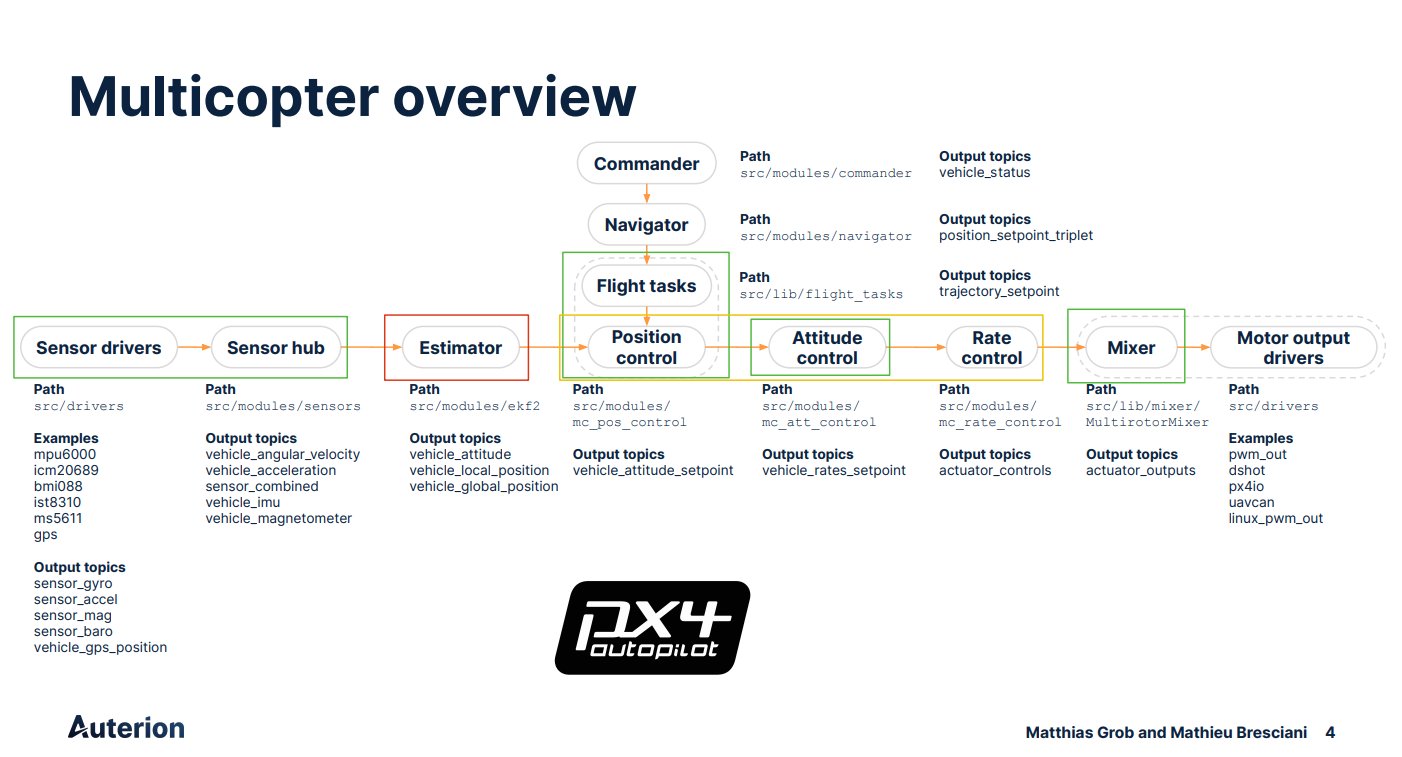 Multicopter overview
Commander
Path
src/modules/commander
Output topics
vehicle_status
Navigator
Path
src/modules/navigator
Output topics
position_setpoint_triplet
Flight tasks
Path
src/lib/flight_tasks
Output topics
trajectory_setpoint
Sensor drivers
Sensor hub
Estimator
Position
control
Attitude
control
Rate
control
Mixer
Motor output
drivers
Path
src/drivers
Examples
mpu6000
icm20689
bmi088
ist8310
ms5611
gps
Output topics
sensor_gyro
sensor_accel
sensor_mag
sensor_baro
vehicle_gps_position
Path
src/modules/sensors
Output topics
vehicle_angular_velocity
vehicle_acceleration
sensor_combined
vehicle_imu
vehicle_magnetometer
Path
src/modules/ekf2
Output topics
vehicle_attitude
vehicle_local_position
vehicle_global_position
Path
src/modules/
mc_pos_control
Output topics
vehicle_attitude_setpoint
Path
src/modules/
mc_att_control
Output topics
vehicle_rates_setpoint
Path
src/modules/
mc_rate_control
Output topics
actuator_controls
Path
src/lib/mixer/
MultirotorMixer
Output topics
actuator_outputs
Path
src/drivers
Examples
pwm_out
dshot
px4io
uavcan
linux_pwm_out
px4
autopilot
Auterion
Matthias Grob and Mathieu Bresciani 4